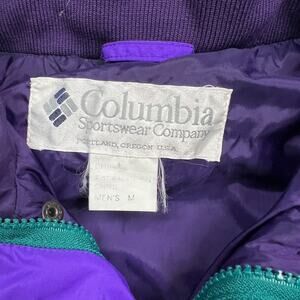 Columbia
Sportswear Company
PORTLAND, OREGON U.S.A.
MEN'S M